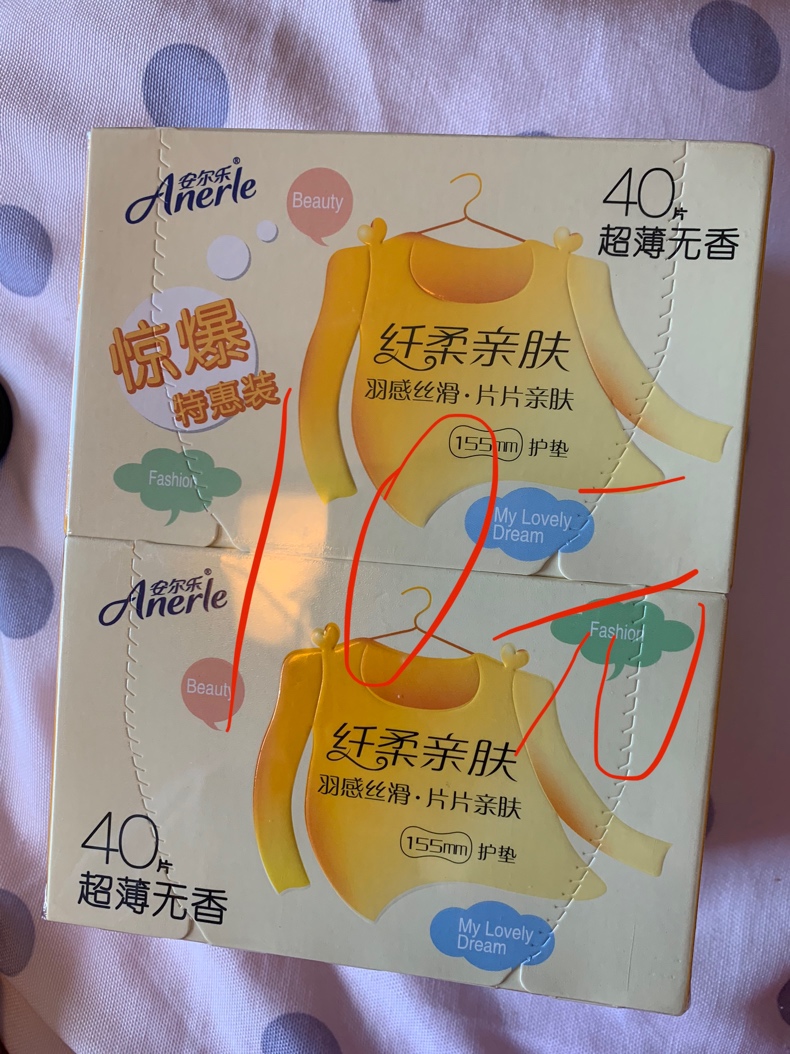 安尔乐®
Anerle
Beauty
40片
超薄无香
惊爆
特惠装
纤柔亲肤
羽感丝滑·片片亲肤
155mm 护垫
Fashion
My Lovely
Dream
10元
安尔乐
Anerle
Fashion
Beauty
纤柔亲肤
羽感丝滑·片片亲肤
155mm 护垫
40片
超薄无香
My Lovely
Dream